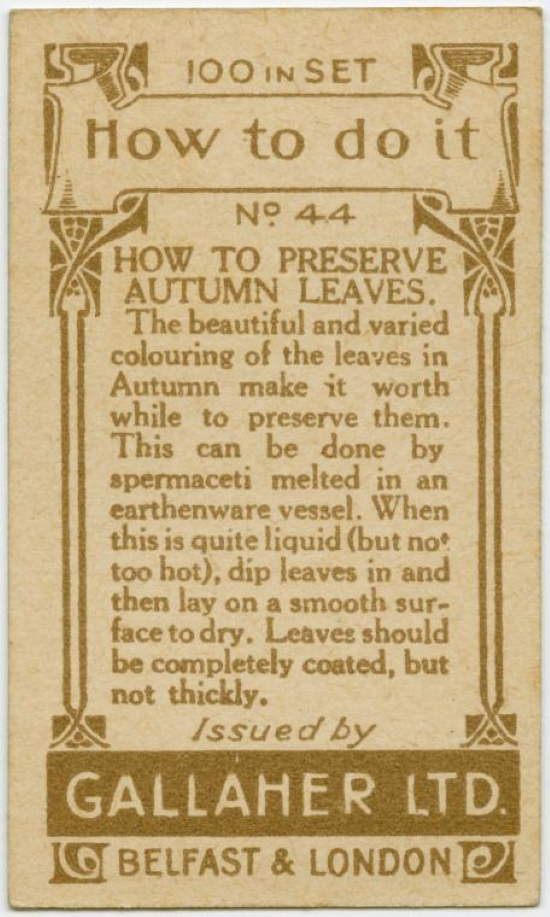 100 IN SET
How to do it
Nº 44
HOW TO PRESERVE
AUTUMN LEAVES.
The beautiful and varied
colouring of the leaves in
Autumn make it worth
while to preserve them.
This can be done by
spermaceti melted in an
earthenware vessel. When
this is quite liquid (but not
too hot), dip leaves in and
then lay on a smooth sur-
face to dry. Leaves should
be completely coated, but
not thickly.
Issued by
GALLAHER LTD.
BELFAST & LONDON